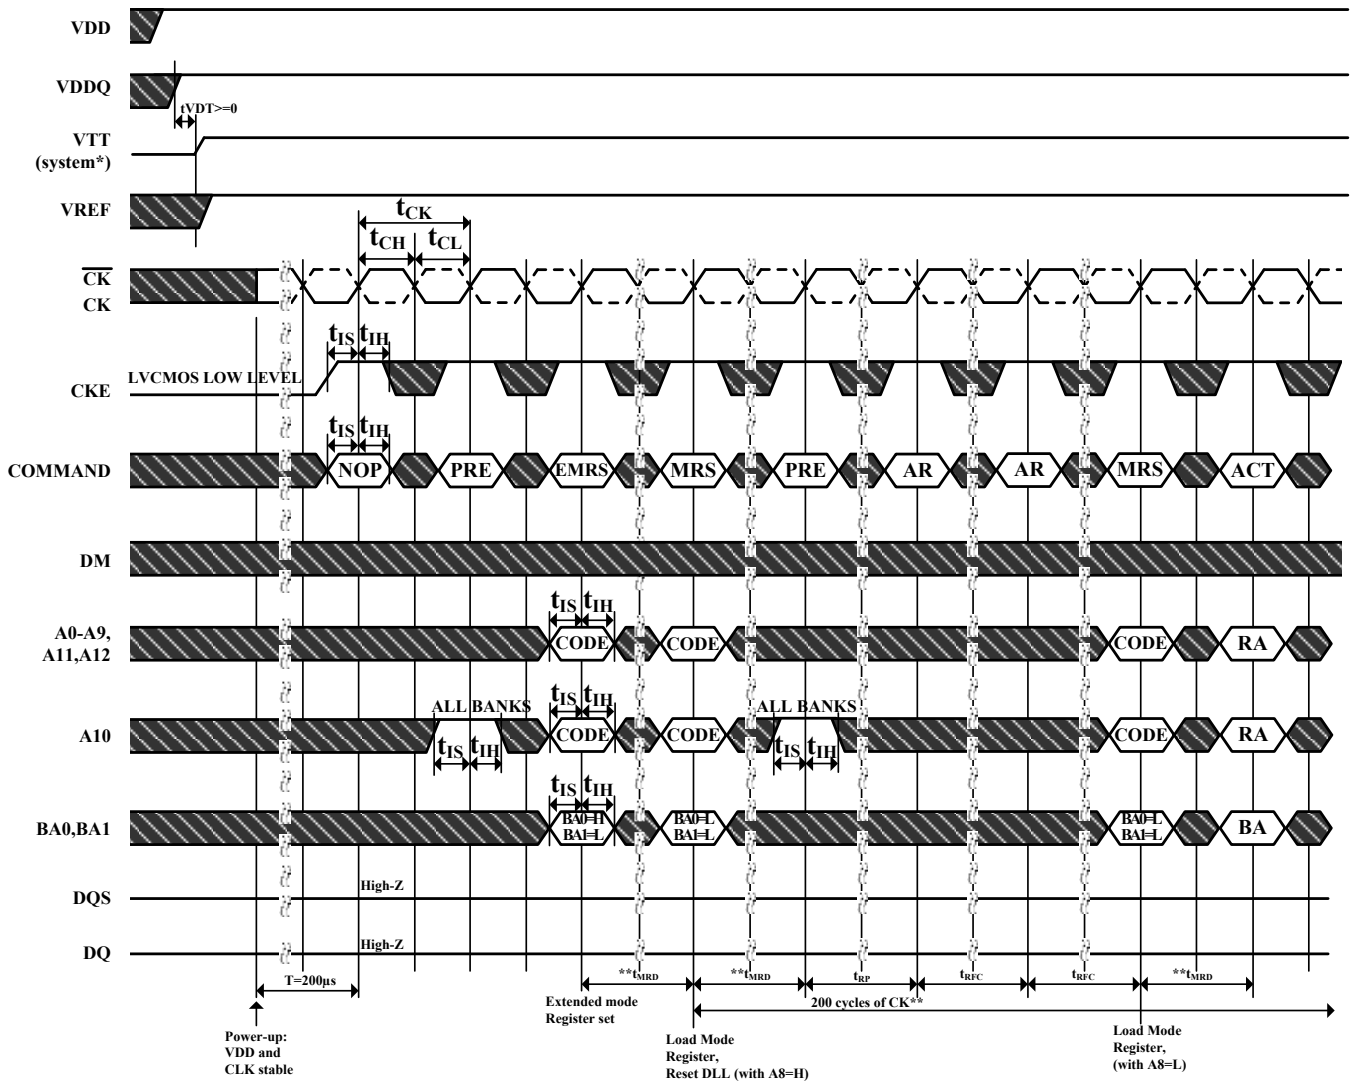 VDD
VDDQ
tVDT>=0
VTT
(system*)
VREF
tCK
tCH
tCL
CK
CK
tIS
tIH
LVCMOS LOW LEVEL
CKE
tIS
tIH
COMMAND
NOP
PRE
EMRS
MRS
PRE
AR
AR
MRS
ACT
DM
tIS
tIH
A0-A9,
A11,A12
CODE
CODE
CODE
RA
ALL BANKS
tIS
tIH
ALL BANKS
A10
CODE
CODE
CODE
RA
tIS
tIH
tIS
tIH
tIS
tIH
BA0,BA1
BA0=H
BA1=L
BA0=L
BA1=L
BA0=L
BA1=L
BA
DQS
High-Z
DQ
High-Z
T=200µs
**tMRD
**tMRD
tRP
tRFC
tRFC
**tMRD
Extended mode
Register set
200 cycles of CK**
Power-up:
VDD and
CLK stable
Load Mode
Register,
Reset DLL (with A8=H)
Load Mode
Register,
(with A8=L)